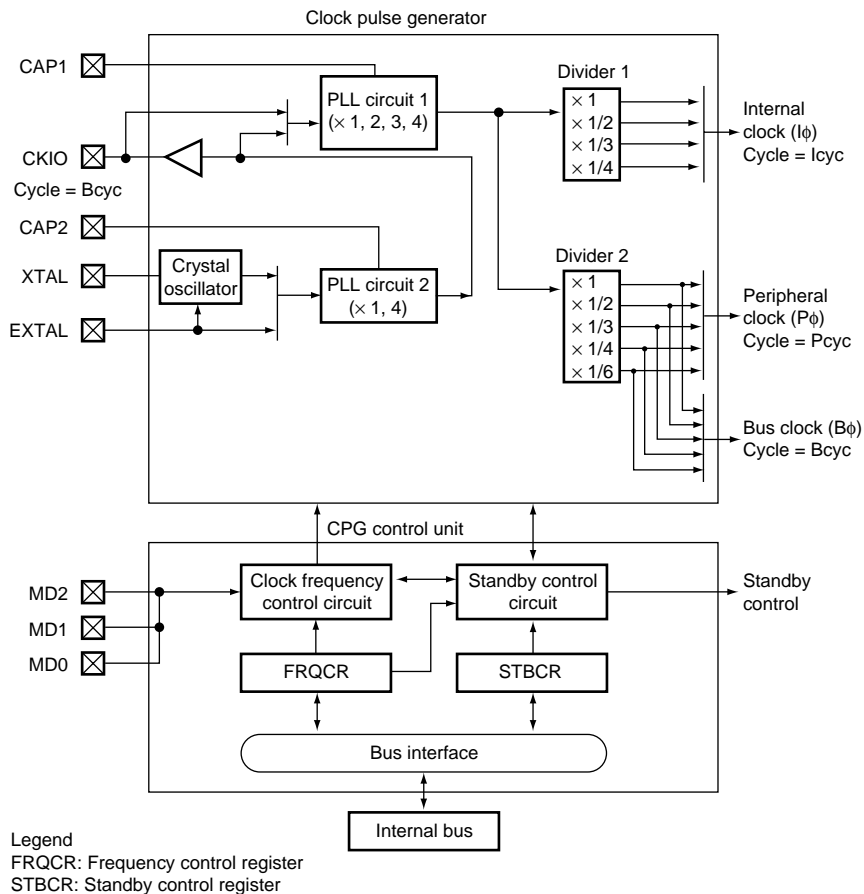 Clock pulse generator
CAP1
CKIO
Cycle = Bcyc
CAP2
XTAL
EXTAL
PLL circuit 1
(× 1, 2, 3, 4)
Crystal
oscillator
PLL circuit 2
(× 1, 4)
Divider 1
× 1
× 1/2
× 1/3
× 1/4
Internal
clock (Iϕ)
Cycle = Icyc
Divider 2
× 1
× 1/2
× 1/3
× 1/4
× 1/6
Peripheral
clock (Pϕ)
Cycle = Pcyc
Bus clock (Bϕ)
Cycle = Bcyc
CPG control unit
MD2
MD1
MD0
Clock frequency
control circuit
Standby control
circuit
Standby
control
FRQCR
STBCR
Bus interface
Internal bus
Legend
FRQCR: Frequency control register
STBCR: Standby control register